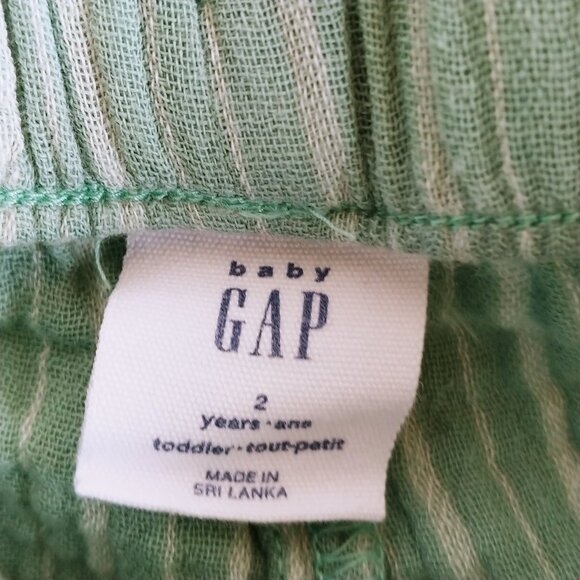 baby
GAP
2
years · ans
toddler · tout-petit
MADE IN
SRI LANKA